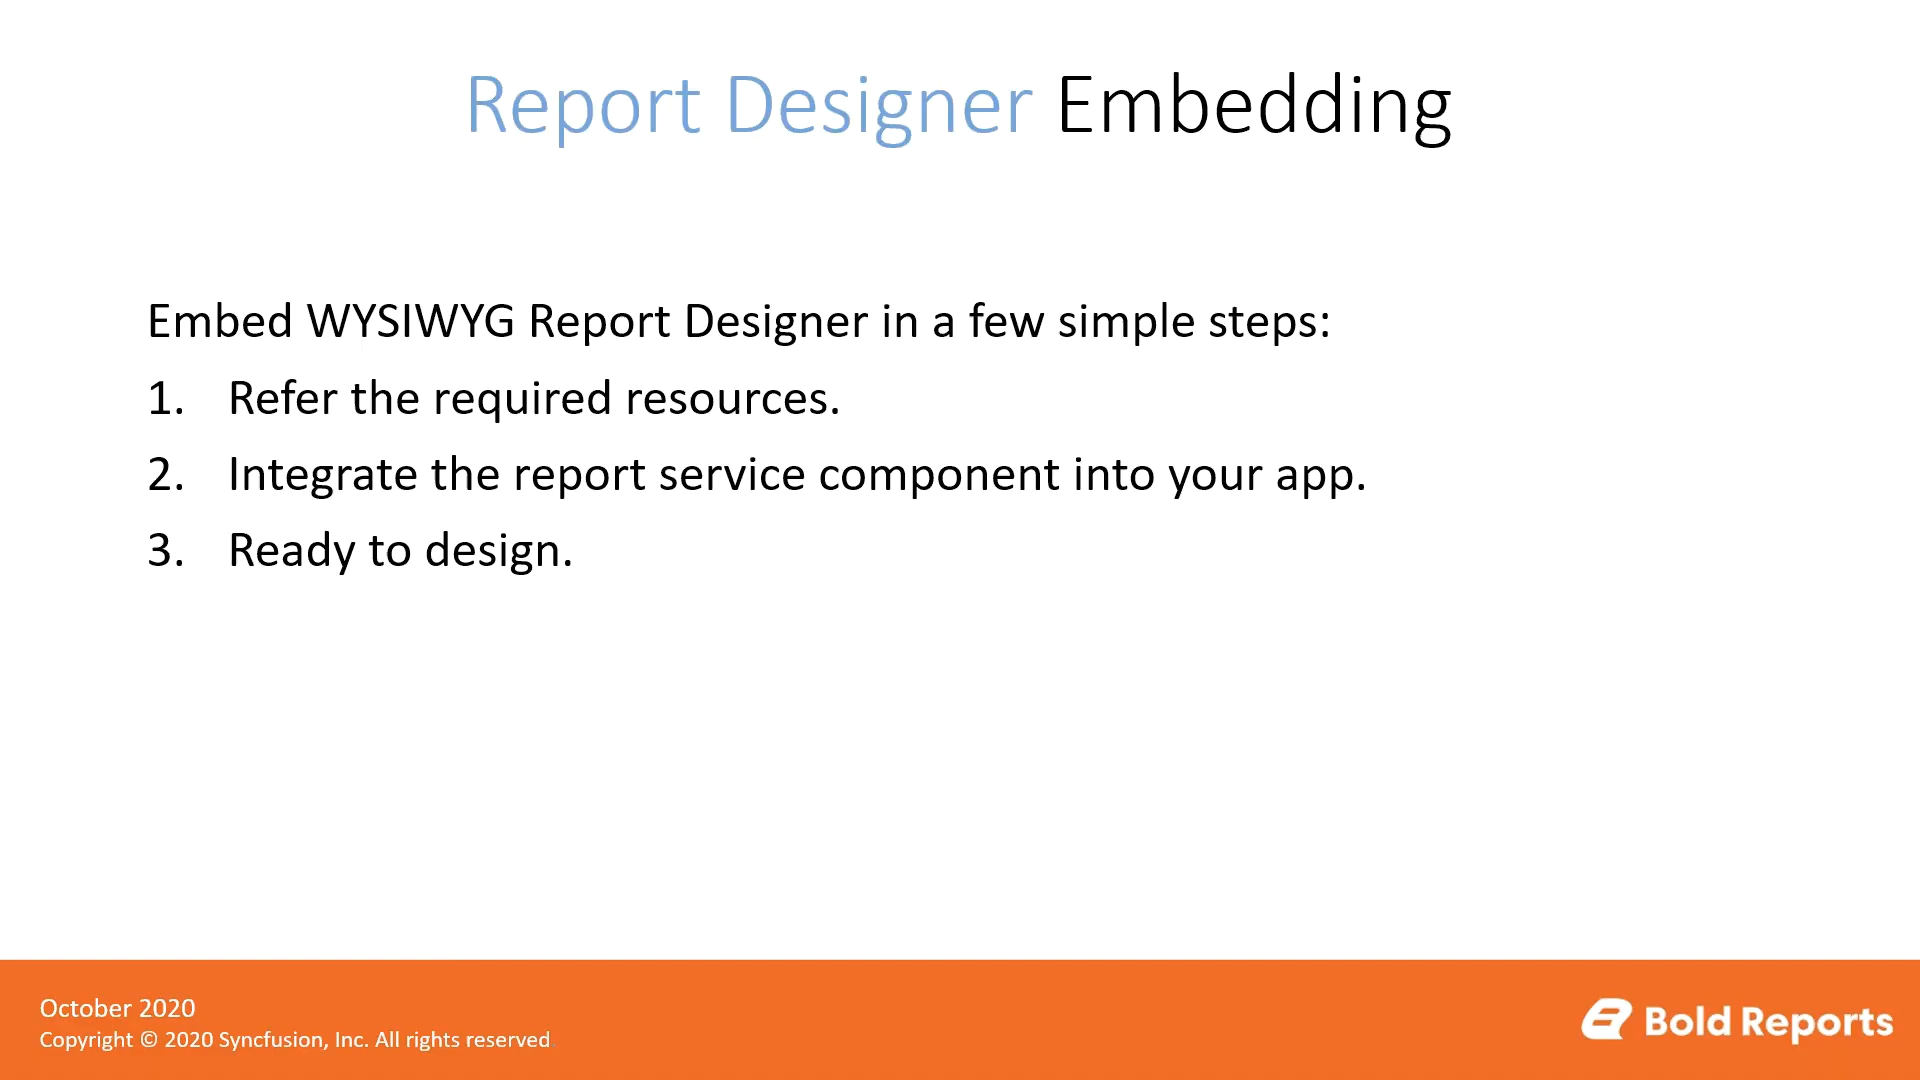 Report Designer Embedding
Embed WYSIWYG Report Designer in a few simple steps:
1. Refer the required resources.
2. Integrate the report service component into your app.
3. Ready to design.
October 2020
Copyright © 2020 Syncfusion, Inc. All rights reserved
Bold Reports